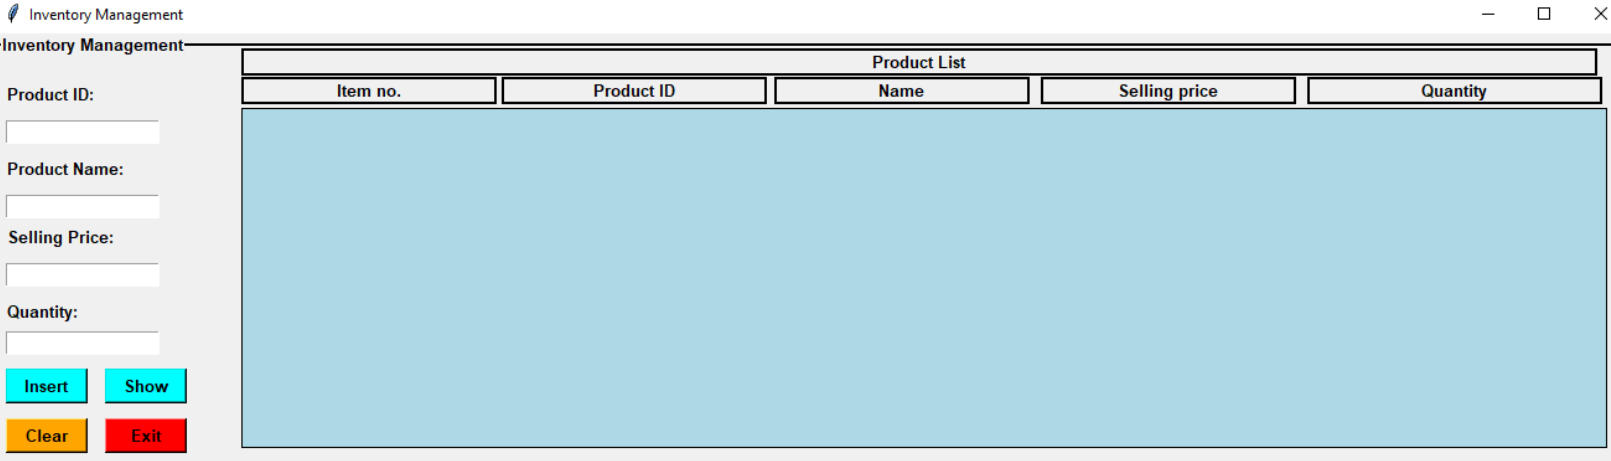 Inventory Management
Inventory Management
Product List
Item no. Product ID Name Selling price Quantity
Product ID:
Product Name:
Selling Price:
Quantity:
Insert Show
Clear Exit